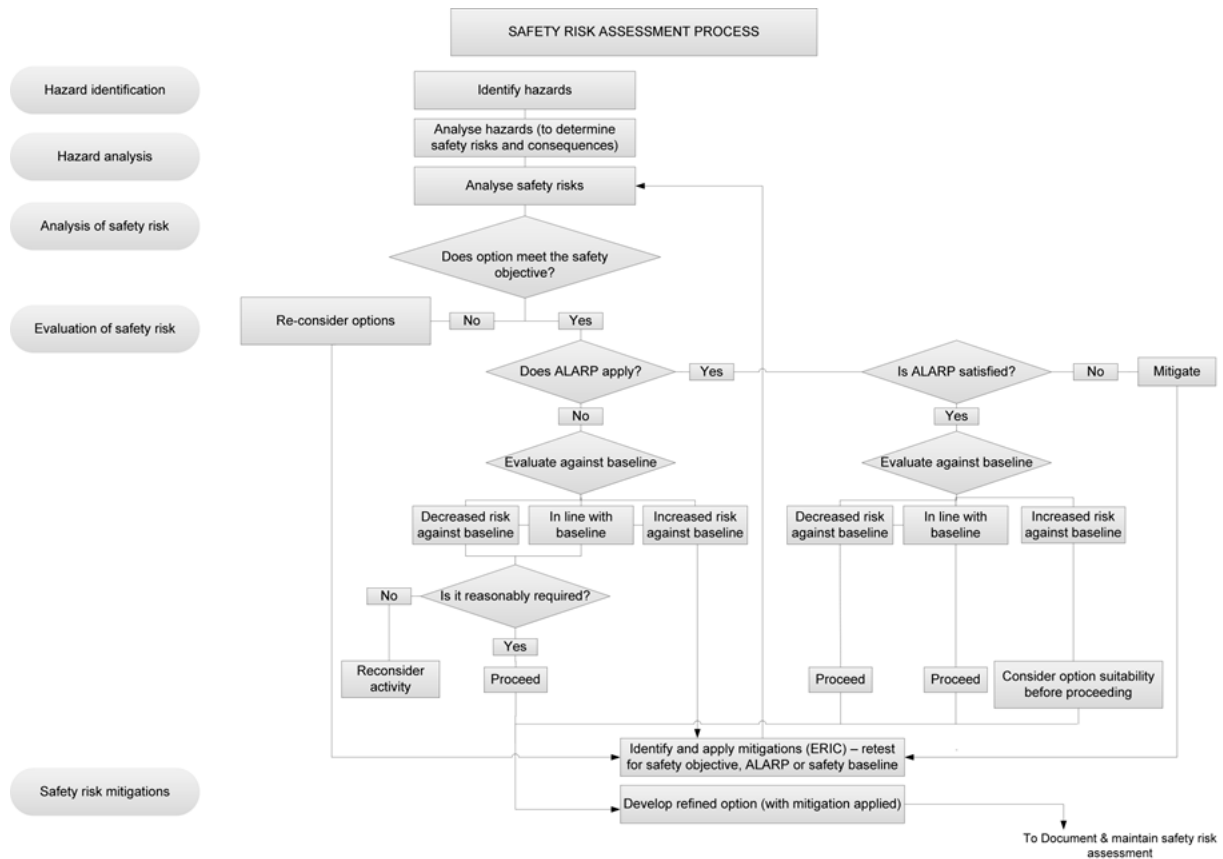 SAFETY RISK ASSESSMENT PROCESS
Hazard identification
Identify hazards
Hazard analysis
Analyse hazards (to determine
safety risks and consequences)
Analyse safety risks
Analysis of safety risk
Does option meet the safety
objective?
Evaluation of safety risk
Re-consider options
No
Yes
Does ALARP apply?
Yes
Is ALARP satisfied?
No
Mitigate
No
Yes
Evaluate against baseline
Evaluate against baseline
Decreased risk
against baseline
In line with
baseline
Increased risk
against baseline
Decreased risk
against baseline
In line with
baseline
Increased risk
against baseline
No
Is it reasonably required?
Yes
Reconsider
activity
Proceed
Proceed
Proceed
Consider option suitability
before proceeding
Identify and apply mitigations (ERIC) – retest
for safety objective, ALARP or safety baseline
Safety risk mitigations
Develop refined option (with mitigation applied)
To Document & maintain safety risk
assessment